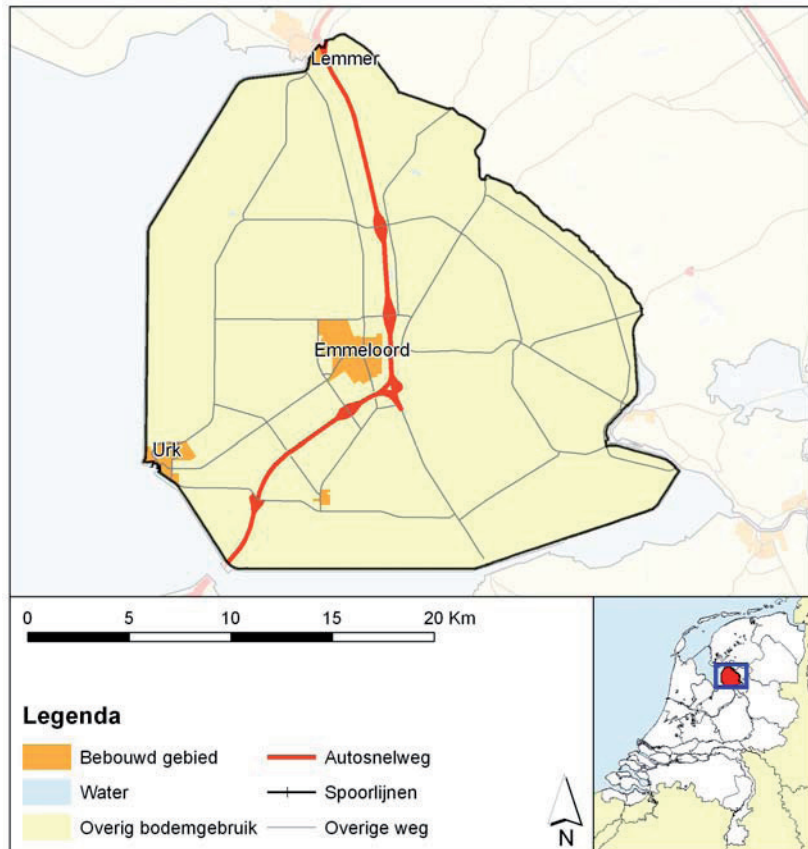 Lemmer
Emmeloord
Urk
0 5 10 15 20 Km
Legenda
Bebouwd gebied
Autosnelweg
Water
Spoorlijnen
Overig bodemgebruik
Overige weg
N